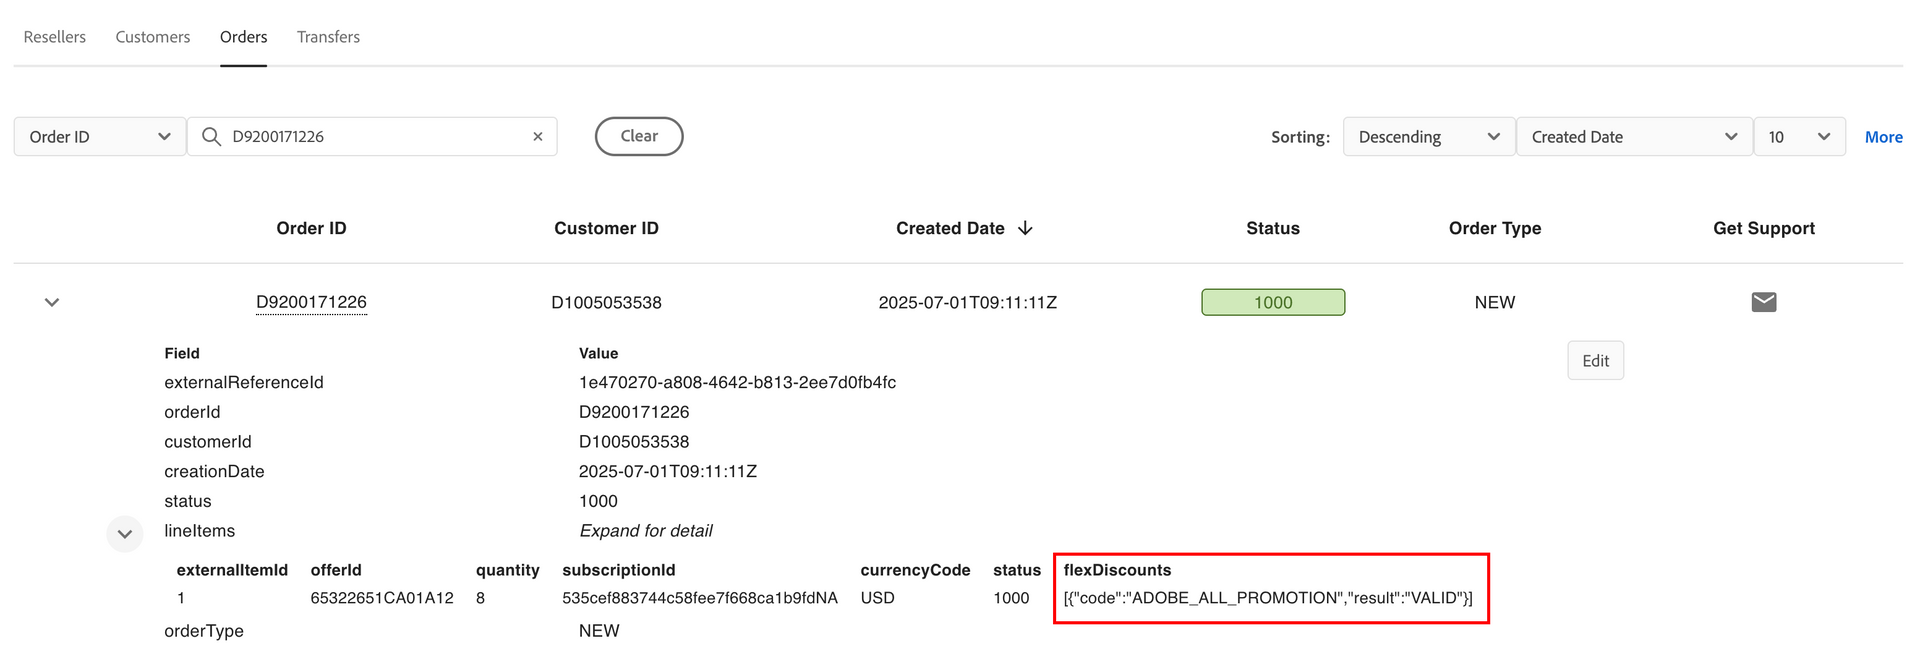 Resellers Customers Orders Transfers
Order ID D9200171226 × Clear Sorting: Descending Created Date 10 More
Order ID Customer ID Created Date ↓ Status Order Type Get Support
D9200171226 D1005053538 2025-07-01T09:11:11Z 1000 NEW
Field Value Edit
externalReferenceId 1e470270-a808-4642-b813-2ee7d0fb4fc
orderId D9200171226
customerId D1005053538
creationDate 2025-07-01T09:11:11Z
status 1000
lineItems Expand for detail
externalItemId offerId quantity subscriptionId currencyCode status flexDiscounts
1 65322651CA01A12 8 535cef883744c58fee7f668ca1b9fdNA USD 1000 [{"code":"ADOBE_ALL_PROMOTION","result":"VALID"}]
orderType NEW